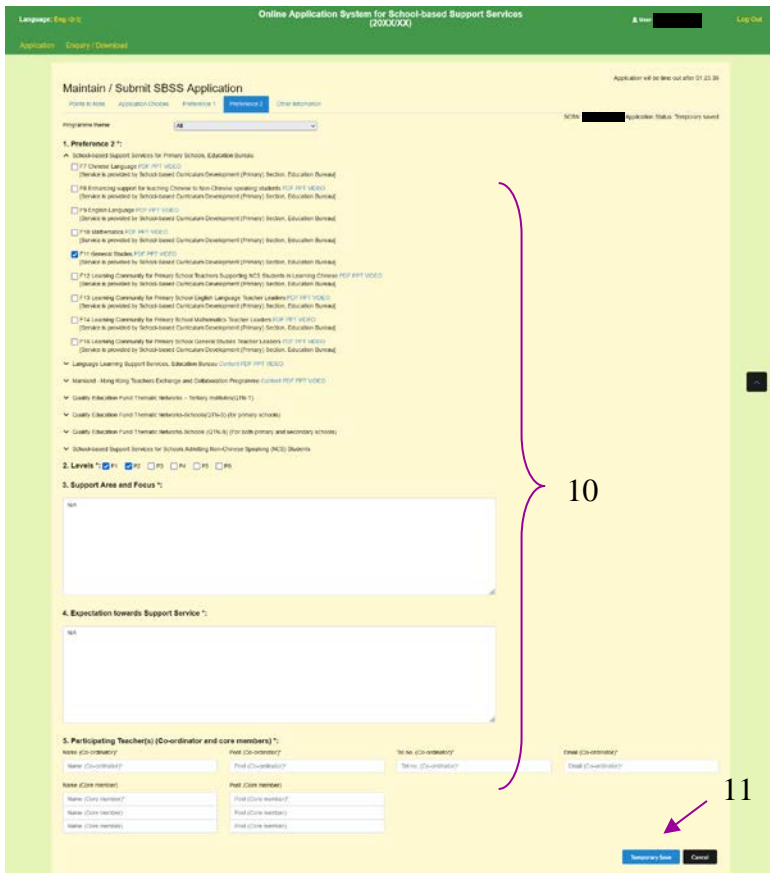 Language: Eng 中文
Online Application System for School-based Support Services
(20XX/XX)
User:
Log Out
Application Enquiry / Download
Application will be time out after 01:23:39
Maintain / Submit SBSS Application
Points to Note Application Choices Preference 1 Preference 2 Other Information
SCRN: Application Status: Temporary saved
Programme Name All
1. Preference 2 *:
School-based Support Services for Primary Schools, Education Bureau
F7 Chinese Language PDF PPT VIDEO
[Service is provided by School-based Curriculum Development (Primary) Section, Education Bureau]
F8 Enhancing support for teaching Chinese to Non-Chinese speaking students PDF PPT VIDEO
[Service is provided by School-based Curriculum Development (Primary) Section, Education Bureau]
F9 English Language PDF PPT VIDEO
[Service is provided by School-based Curriculum Development (Primary) Section, Education Bureau]
F10 Mathematics PDF PPT VIDEO
[Service is provided by School-based Curriculum Development (Primary) Section, Education Bureau]
F11 General Studies PDF PPT VIDEO
[Service is provided by School-based Curriculum Development (Primary) Section, Education Bureau]
F12 Learning Community for Primary School Teachers Supporting NCS Students in Learning Chinese PDF PPT VIDEO
[Service is provided by School-based Curriculum Development (Primary) Section, Education Bureau]
F13 Learning Community for Primary School English Language Teacher Leaders PDF PPT VIDEO
[Service is provided by School-based Curriculum Development (Primary) Section, Education Bureau]
F14 Learning Community for Primary School Mathematics Teacher Leaders PDF PPT VIDEO
[Service is provided by School-based Curriculum Development (Primary) Section, Education Bureau]
Learning Community for Primary School General Studies Teacher Leaders PDF PPT VIDEO
[Service is provided by School-based Curriculum Development (Primary) Section, Education Bureau]
Language Learning Support Services, Education Bureau Content PDF PPT VIDEO
Mainland - Hong Kong Teachers Exchange and Collaboration Programme Content PDF PPT VIDEO
Quality Education Fund Thematic Networks – Tertiary Institutes(QTN-T)
Quality Education Fund Thematic Networks-Schools(QTN-S) (for primary schools)
Quality Education Fund Thematic Networks-Schools (QTN-S) (For both primary and secondary schools)
School-based Support Services for Schools Admitting Non-Chinese Speaking (NCS) Students
2. Levels *: P1 P2 P3 P4 P5 P6
3. Support Area and Focus *:
N/A
10
4. Expectation towards Support Service *:
N/A
5. Participating Teacher(s) (Co-ordinator and core members) *:
Name (Co-ordinator)* Post (Co-ordinator)* Tel No. (Co-ordinator)* Email (Co-ordinator)*
Name (Co-ordinator)* Post (Co-ordinator)* Tel no. (Co-ordinator)* Email (Co-ordinator)*
Name (Core member) Post (Core member)
Name (Core member)* Post (Core member)*
Name (Core member) Post (Core member)
Name (Core member) Post (Core member)
11
Temporary Save Cancel